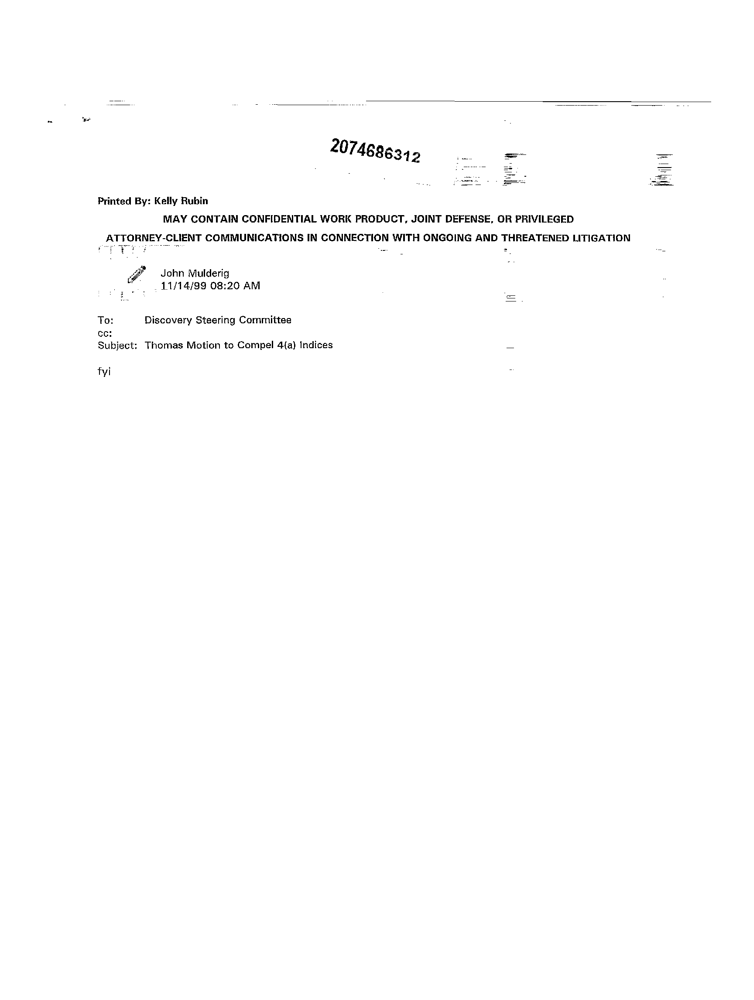 2074686312
Printed By: Kelly Rubin
MAY CONTAIN CONFIDENTIAL WORK PRODUCT, JOINT DEFENSE, OR PRIVILEGED
ATTORNEY-CLIENT COMMUNICATIONS IN CONNECTION WITH ONGOING AND THREATENED LITIGATION
John Mulderig
11/14/99 08:20 AM
To: Discovery Steering Committee
cc:
Subject: Thomas Motion to Compel 4(a) Indices
fyi